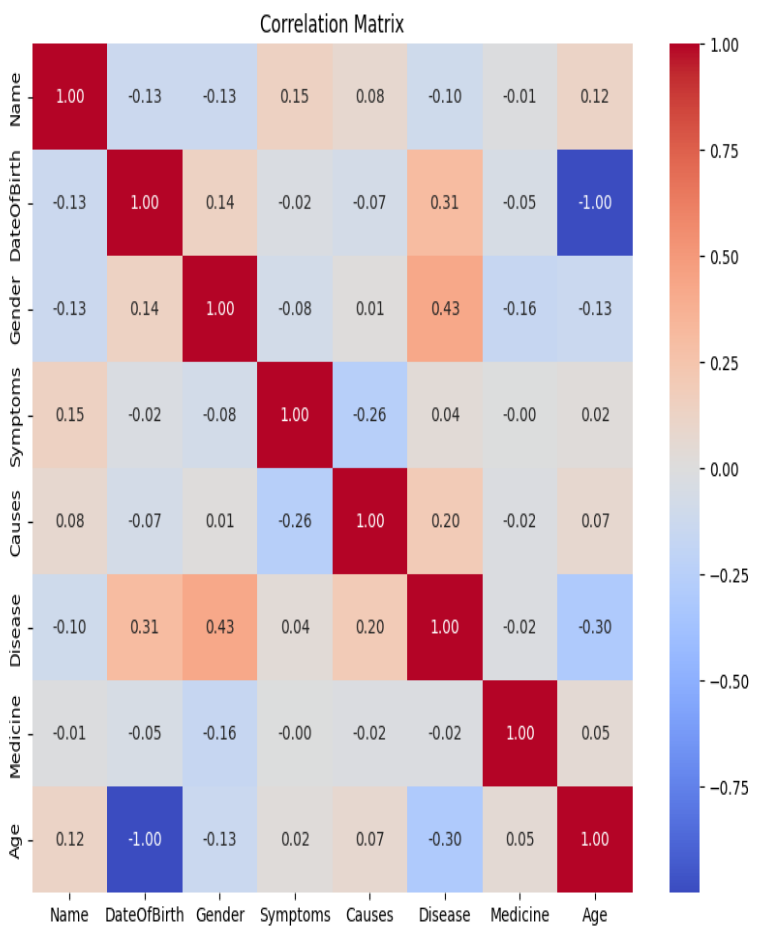 Correlation Matrix
Name 1.00 -0.13 -0.13 0.15 0.08 -0.10 -0.01 0.12
DateOfBirth -0.13 1.00 0.14 -0.02 -0.07 0.31 -0.05 -1.00
Gender -0.13 0.14 1.00 -0.08 0.01 0.43 -0.16 -0.13
Symptoms 0.15 -0.02 -0.08 1.00 -0.26 0.04 -0.00 0.02
Causes 0.08 -0.07 0.01 -0.26 1.00 0.20 -0.02 0.07
Disease -0.10 0.31 0.43 0.04 0.20 1.00 -0.02 -0.30
Medicine -0.01 -0.05 -0.16 -0.00 -0.02 -0.02 1.00 0.05
Age 0.12 -1.00 -0.13 0.02 0.07 -0.30 0.05 1.00
Name DateOfBirth Gender Symptoms Causes Disease Medicine Age
1.00
0.75
0.50
0.25
0.00
−0.25
−0.50
−0.75